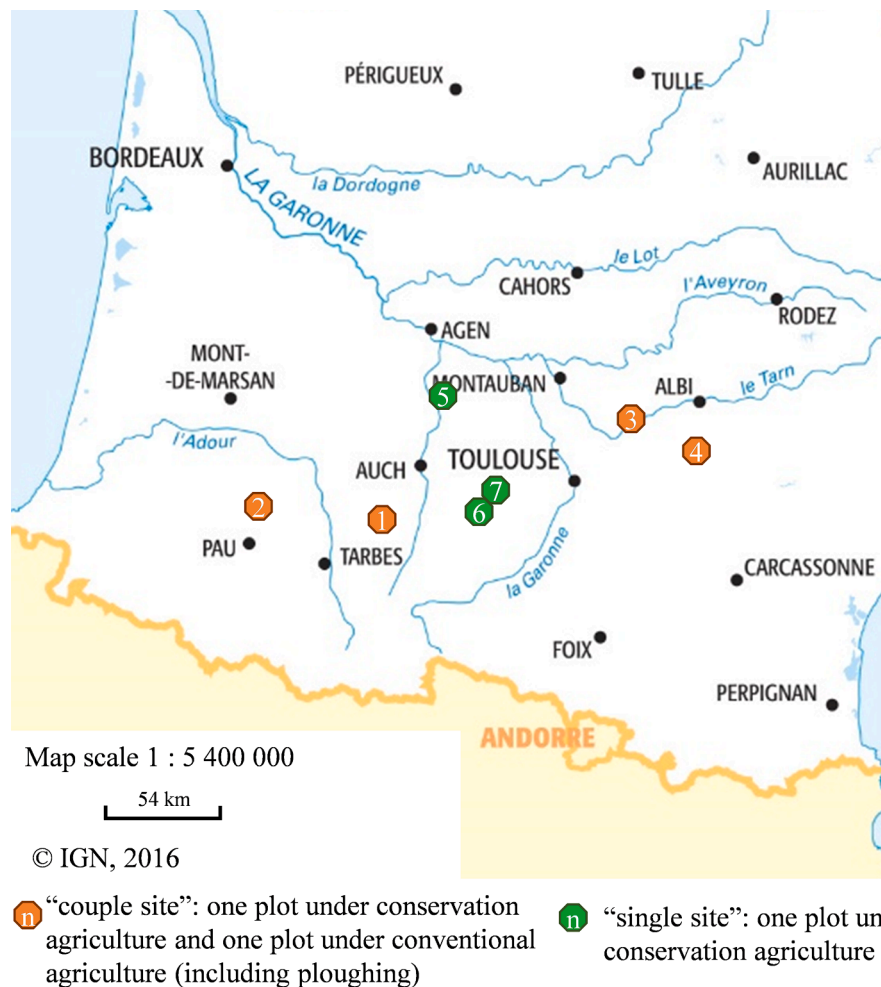 PÉRIGUEUX
TULLE
BORDEAUX
AURILLAC
LA GARONNE
la Dordogne
le Lot
CAHORS
l'Aveyron
RODEZ
AGEN
MONT-
-DE-MARSAN
MONTAUBAN
ALBI
le Tarn
5
3
l'Adour
4
AUCH
TOULOUSE
7
6
2
1
PAU
TARBES
la Garonne
CARCASSONNE
FOIX
PERPIGNAN
ANDORRE
Map scale 1 : 5 400 000
54 km
© IGN, 2016
n “couple site”: one plot under conservation
agriculture and one plot under conventional
agriculture (including ploughing)
n “single site”: one plot un
conservation agriculture